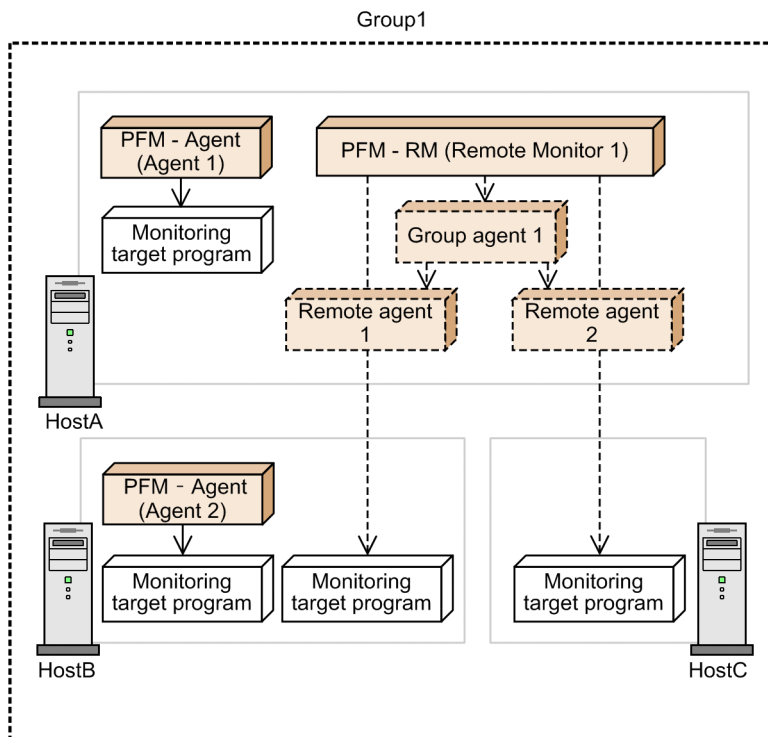 Group1
PFM - Agent
(Agent 1)
PFM - RM (Remote Monitor 1)
Monitoring
target program
Group agent 1
Remote agent
1
Remote agent
2
HostA
PFM - Agent
(Agent 2)
Monitoring
target program
Monitoring
target program
Monitoring
target program
HostB
HostC